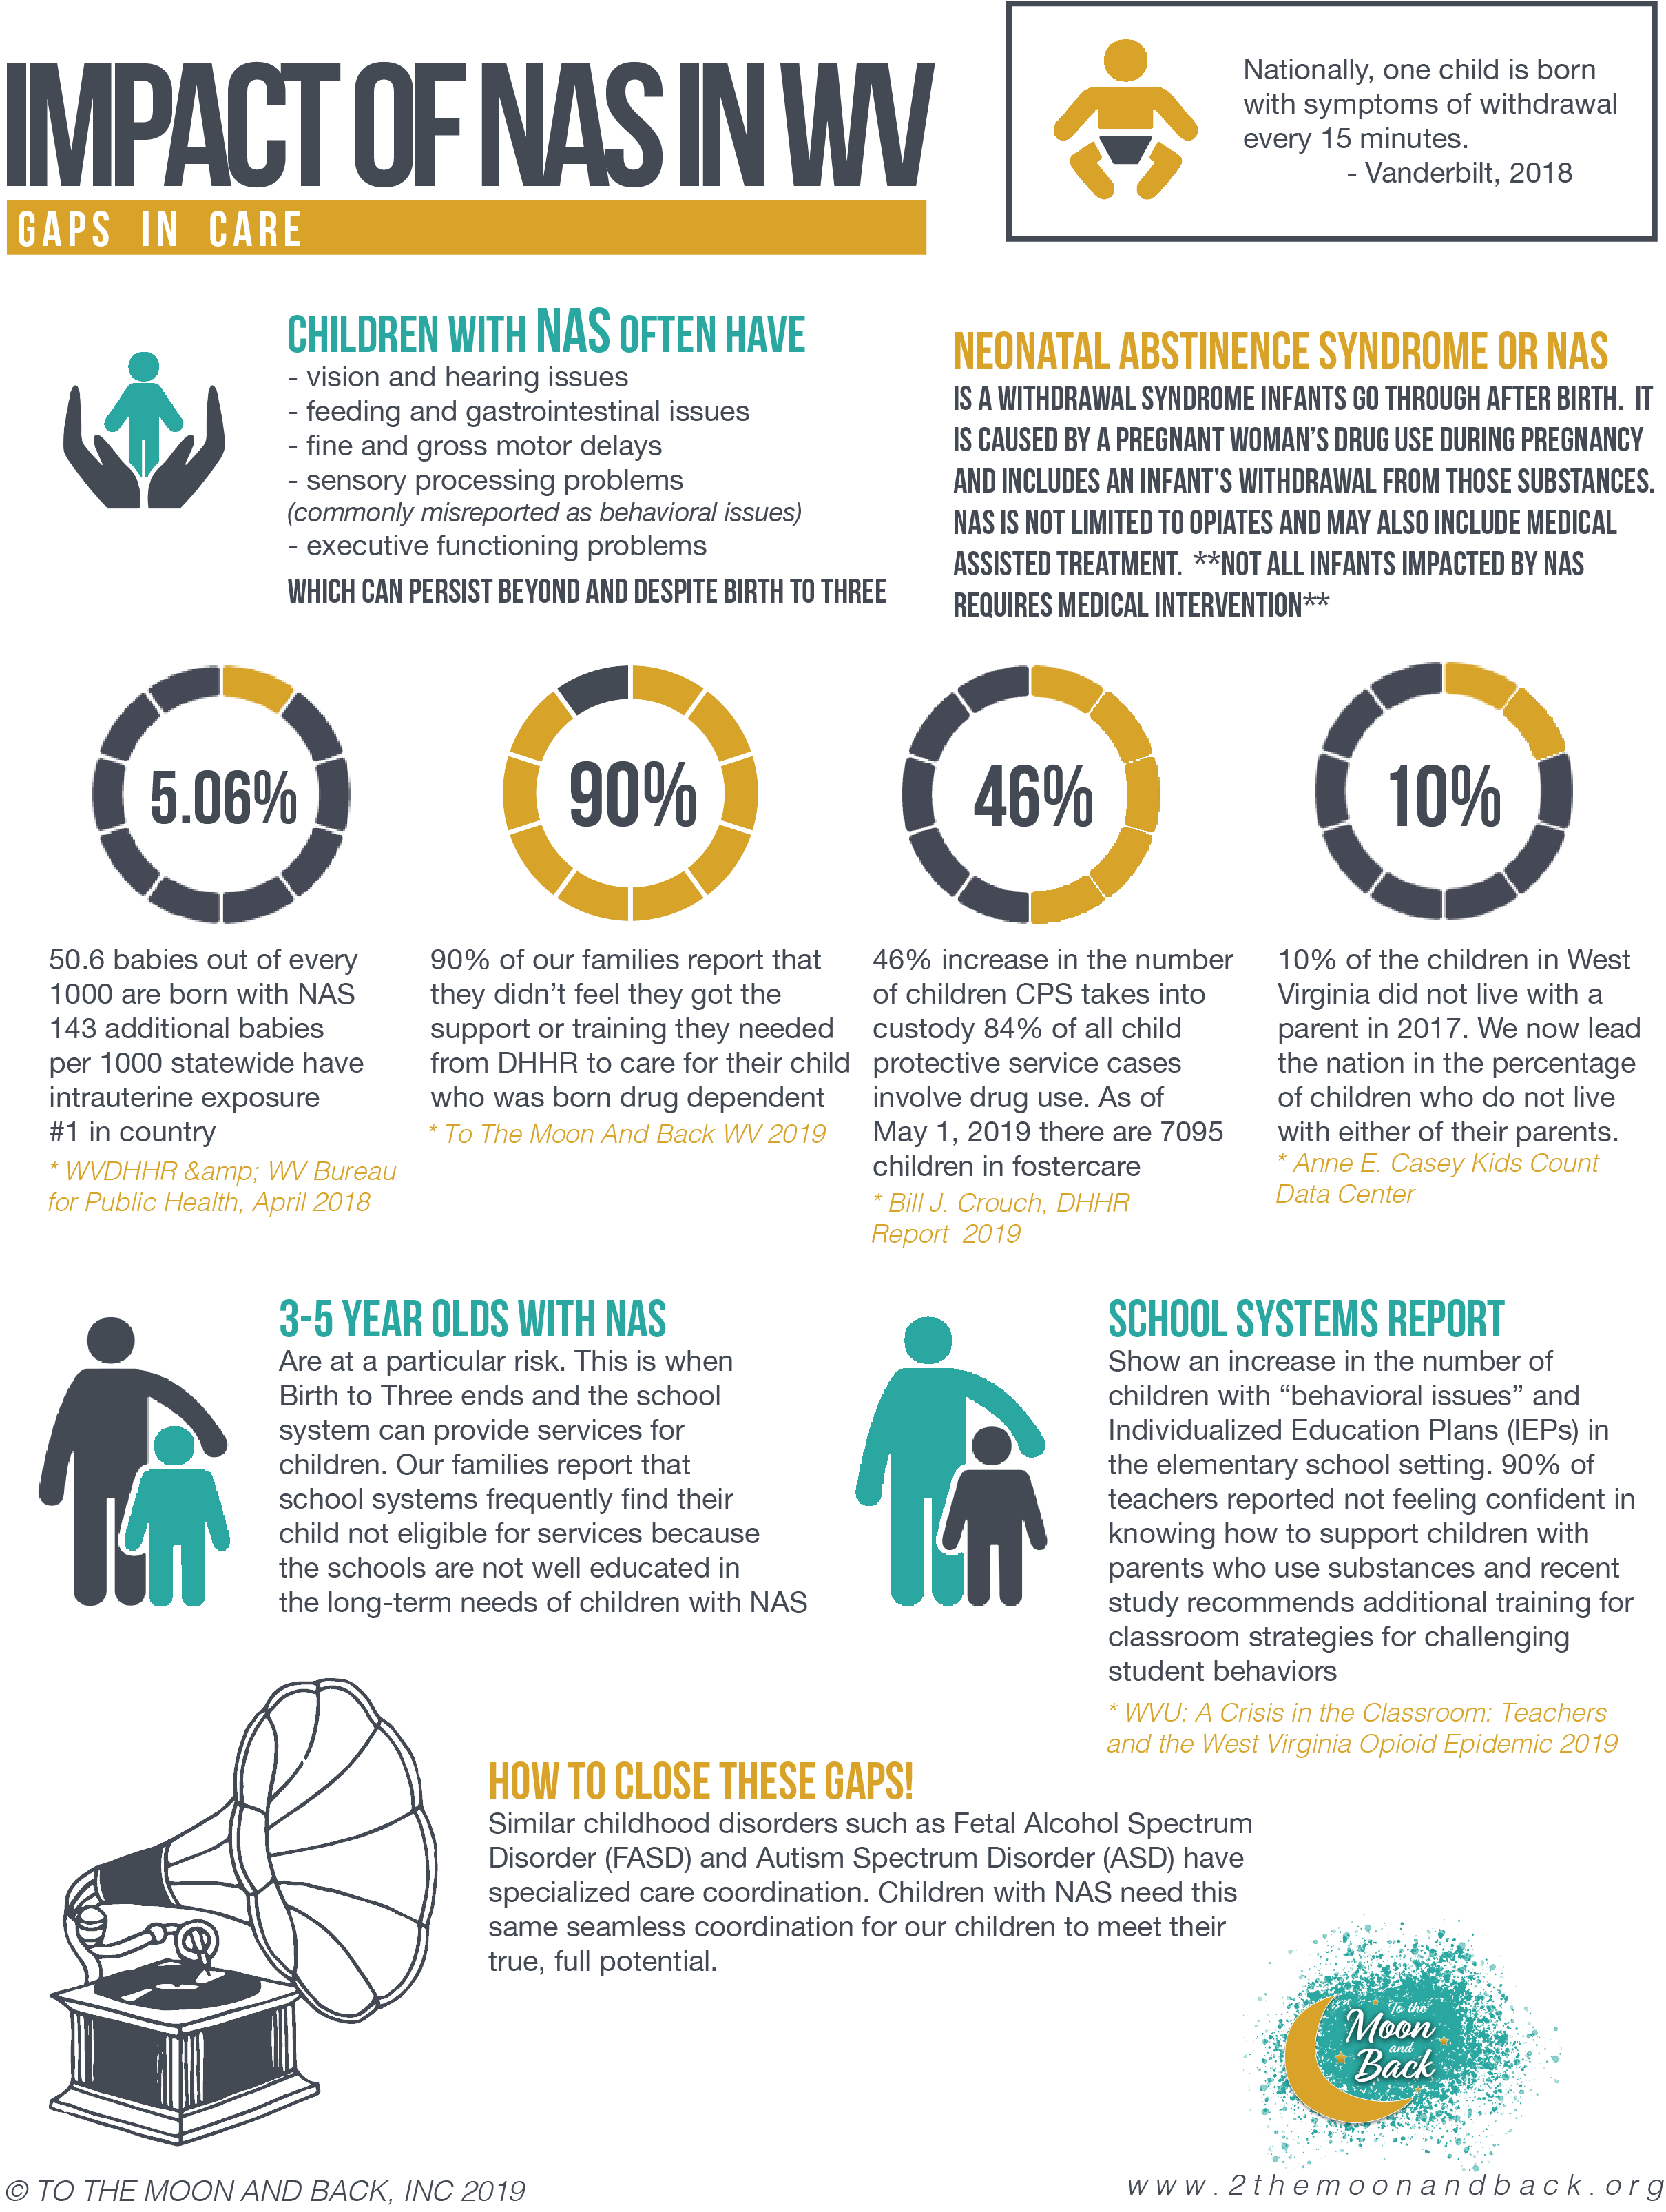 IMPACT OF NAS IN WV
GAPS IN CARE
Nationally, one child is born
with symptoms of withdrawal
every 15 minutes.
- Vanderbilt, 2018
CHILDREN WITH NAS OFTEN HAVE
- vision and hearing issues
- feeding and gastrointestinal issues
- fine and gross motor delays
- sensory processing problems
(commonly misreported as behavioral issues)
- executive functioning problems
WHICH CAN PERSIST BEYOND AND DESPITE BIRTH TO THREE
NEONATAL ABSTINENCE SYNDROME OR NAS
IS A WITHDRAWAL SYNDROME INFANTS GO THROUGH AFTER BIRTH. IT
IS CAUSED BY A PREGNANT WOMAN'S DRUG USE DURING PREGNANCY
AND INCLUDES AN INFANT'S WITHDRAWAL FROM THOSE SUBSTANCES.
NAS IS NOT LIMITED TO OPIATES AND MAY ALSO INCLUDE MEDICAL
ASSISTED TREATMENT. **NOT ALL INFANTS IMPACTED BY NAS
REQUIRES MEDICAL INTERVENTION**
5.06%
50.6 babies out of every
1000 are born with NAS
143 additional babies
per 1000 statewide have
intrauterine exposure
#1 in country
* WVDHHR &amp; WV Bureau
for Public Health, April 2018
90%
90% of our families report that
they didn't feel they got the
support or training they needed
from DHHR to care for their child
who was born drug dependent
* To The Moon And Back WV 2019
46%
46% increase in the number
of children CPS takes into
custody 84% of all child
protective service cases
involve drug use. As of
May 1, 2019 there are 7095
children in fostercare
* Bill J. Crouch, DHHR
Report 2019
10%
10% of the children in West
Virginia did not live with a
parent in 2017. We now lead
the nation in the percentage
of children who do not live
with either of their parents.
* Anne E. Casey Kids Count
Data Center
3-5 YEAR OLDS WITH NAS
Are at a particular risk. This is when
Birth to Three ends and the school
system can provide services for
children. Our families report that
school systems frequently find their
child not eligible for services because
the schools are not well educated in
the long-term needs of children with NAS
SCHOOL SYSTEMS REPORT
Show an increase in the number of
children with “behavioral issues” and
Individualized Education Plans (IEPs) in
the elementary school setting. 90% of
teachers reported not feeling confident in
knowing how to support children with
parents who use substances and recent
study recommends additional training for
classroom strategies for challenging
student behaviors
* WVU: A Crisis in the Classroom: Teachers
and the West Virginia Opioid Epidemic 2019
HOW TO CLOSE THESE GAPS!
Similar childhood disorders such as Fetal Alcohol Spectrum
Disorder (FASD) and Autism Spectrum Disorder (ASD) have
specialized care coordination. Children with NAS need this
same seamless coordination for our children to meet their
true, full potential.
To the
Moon
and
Back
© TO THE MOON AND BACK, INC 2019
www.2themoonandback.org